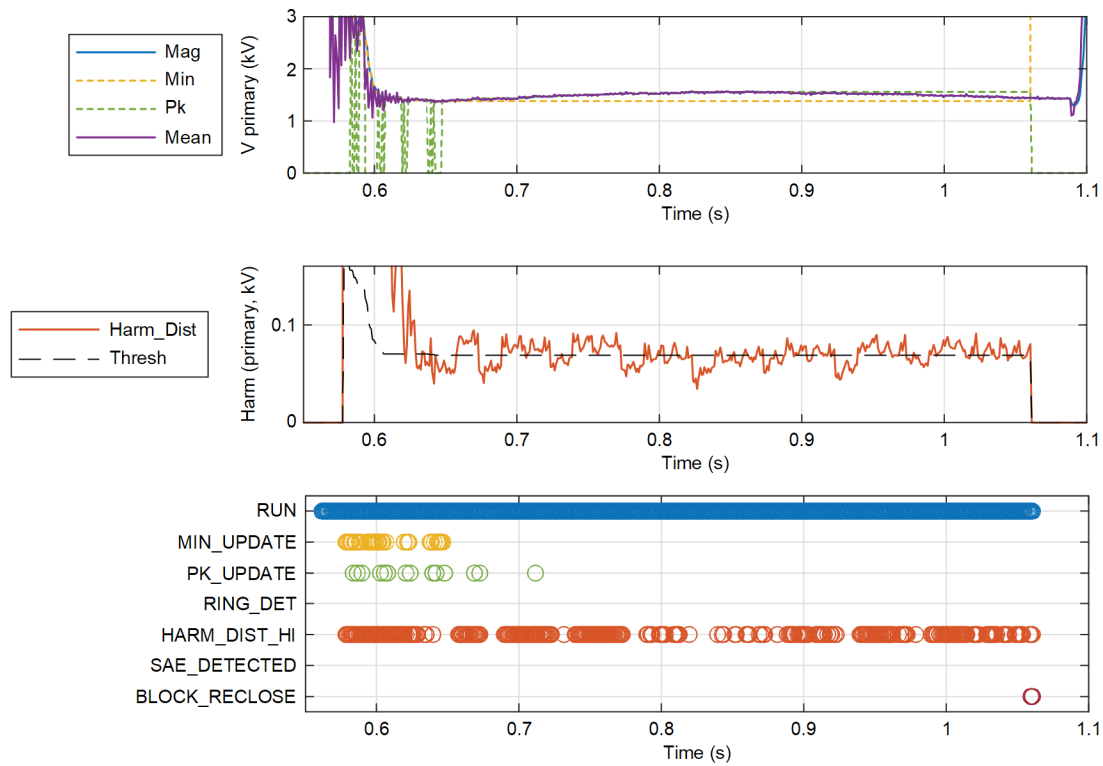 Mag
Min
Pk
Mean
V primary (kV)
3
2
1
0
0.6 0.7 0.8 0.9 1 1.1
Time (s)
Harm_Dist
Thresh
Harm (primary, kV)
0.1
0
0.6 0.7 0.8 0.9 1 1.1
Time (s)
RUN
MIN_UPDATE
PK_UPDATE
RING_DET
HARM_DIST_HI
SAE_DETECTED
BLOCK_RECLOSE
0.6 0.7 0.8 0.9 1 1.1
Time (s)